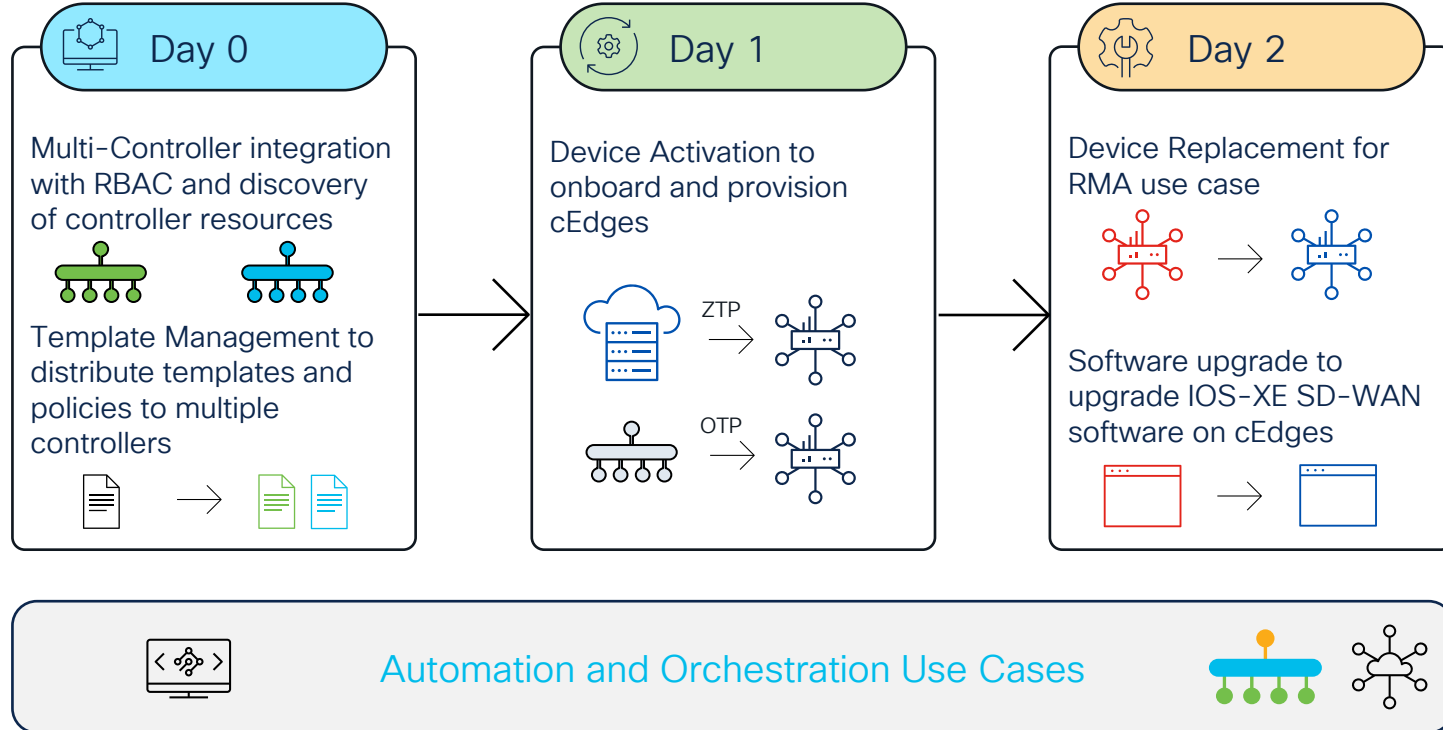 Day 0
Multi-Controller integration
with RBAC and discovery
of controller resources
Template Management to
distribute templates and
policies to multiple
controllers
Day 1
Device Activation to
onboard and provision
cEdges
ZTP
OTP
Day 2
Device Replacement for
RMA use case
Software upgrade to
upgrade IOS-XE SD-WAN
software on cEdges
Automation and Orchestration Use Cases